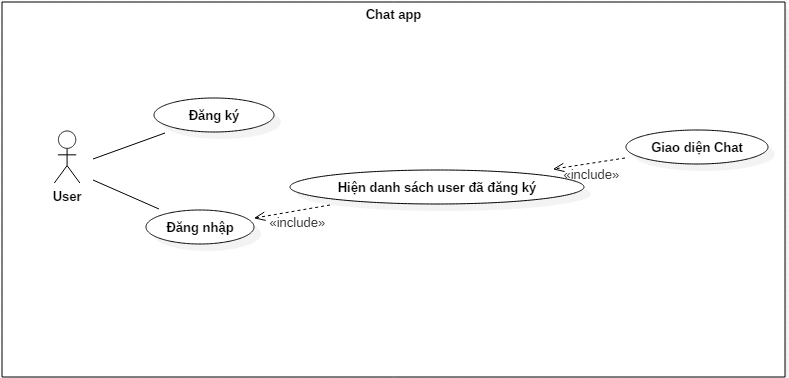 Chat app
Đăng ký
Giao diện Chat
«include»
Hiện danh sách user đã đăng ký
User
Đăng nhập
«include»